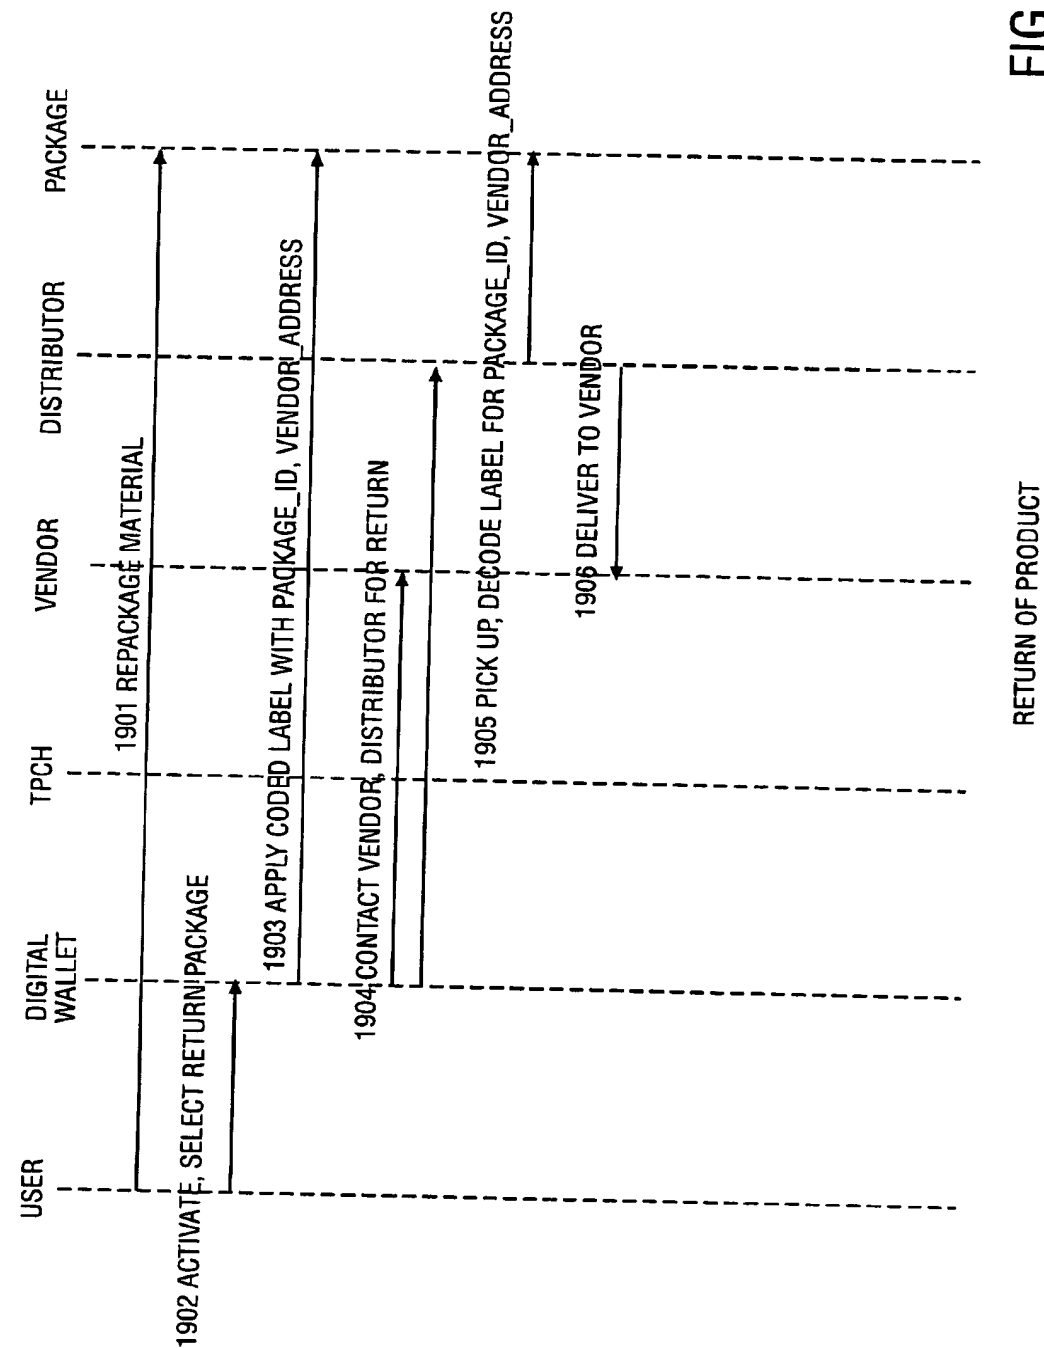 USER
DIGITAL
WALLET
TPCH
VENDOR
DISTRIBUTOR
PACKAGE
1901 REPACKAGE MATERIAL
1902 ACTIVATE, SELECT RETURN PACKAGE
1903 APPLY CODED LABEL WITH PACKAGE_ID, VENDOR_ADDRESS
1904 CONTACT VENDOR, DISTRIBUTOR FOR RETURN
1905 PICK UP, DECODE LABEL FOR PACKAGE_ID, VENDOR_ADDRESS
1906 DELIVER TO VENDOR
RETURN OF PRODUCT
FIG